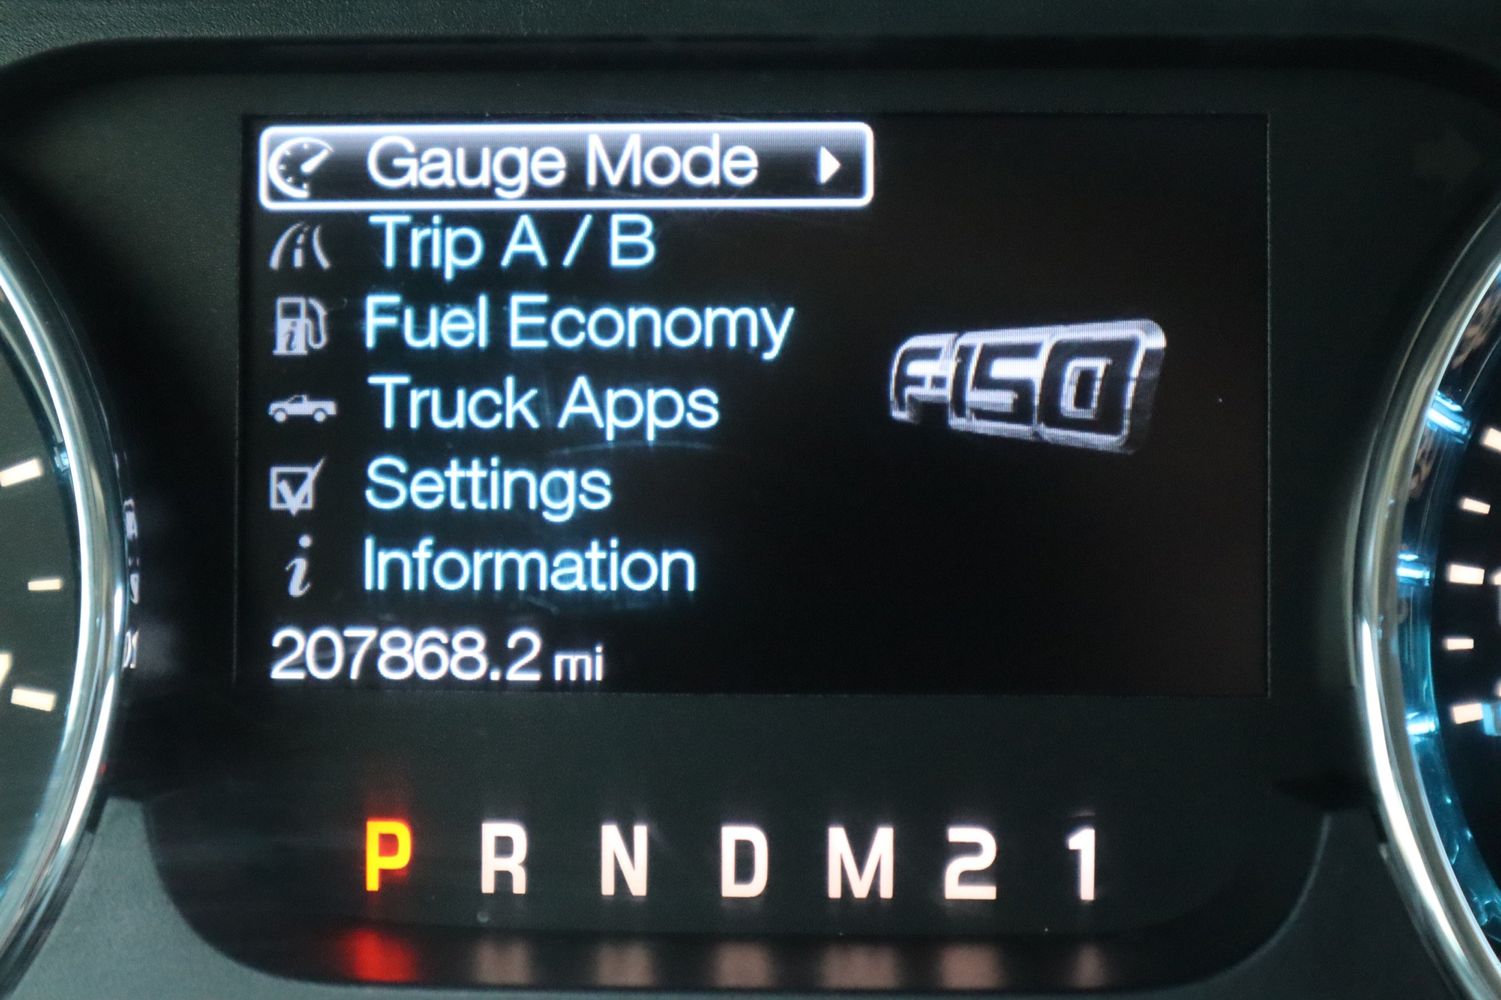 Gauge Mode
Trip A / B
Fuel Economy
F-150
Truck Apps
Settings
Information
207868.2 mi
P R N D M 2 1